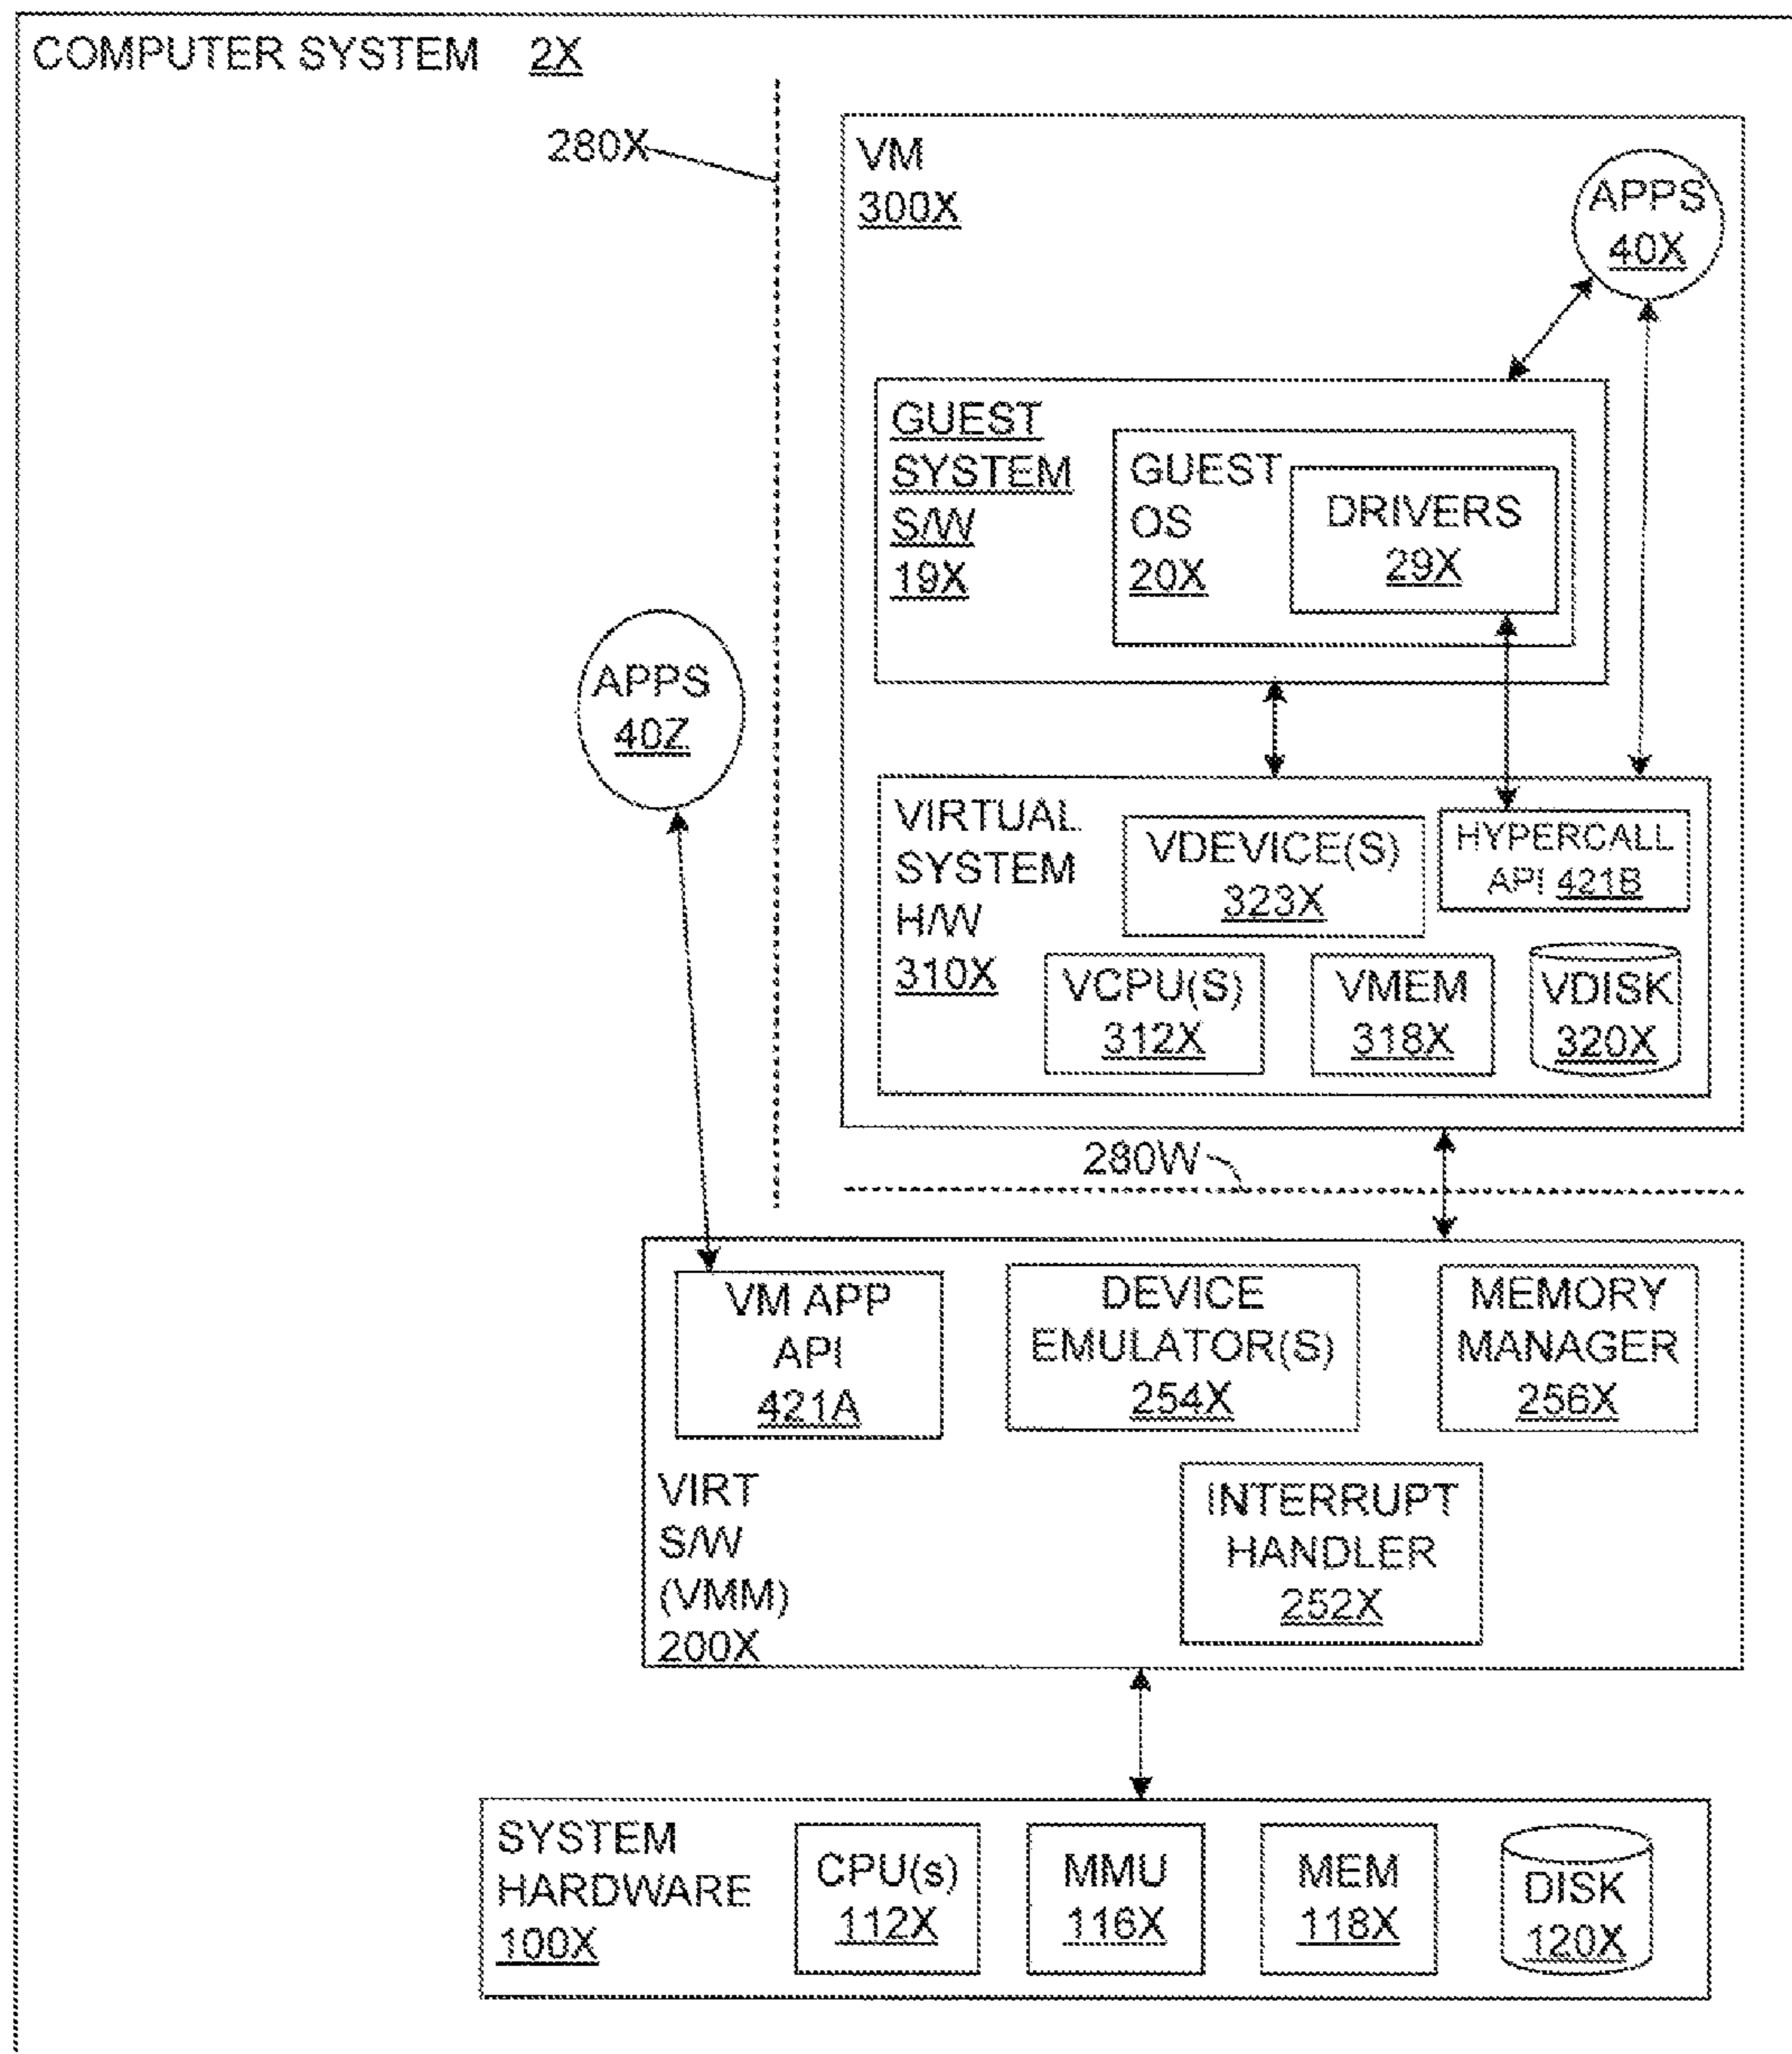 COMPUTER SYSTEM 2X
280X
VM
300X
APPS
40X
GUEST
SYSTEM
S/W
19X
GUEST
OS
20X
DRIVERS
29X
APPS
40Z
VIRTUAL
SYSTEM
H/W
310X
VDEVICE(S)
323X
HYPERCALL
API 421B
VCPU(S)
312X
VMEM
318X
VDISK
320X
280W
VM APP
API
421A
DEVICE
EMULATOR(S)
254X
MEMORY
MANAGER
256X
VIRT
S/W
(VMM)
200X
INTERRUPT
HANDLER
252X
SYSTEM
HARDWARE
100X
CPU(s)
112X
MMU
116X
MEM
118X
DISK
120X